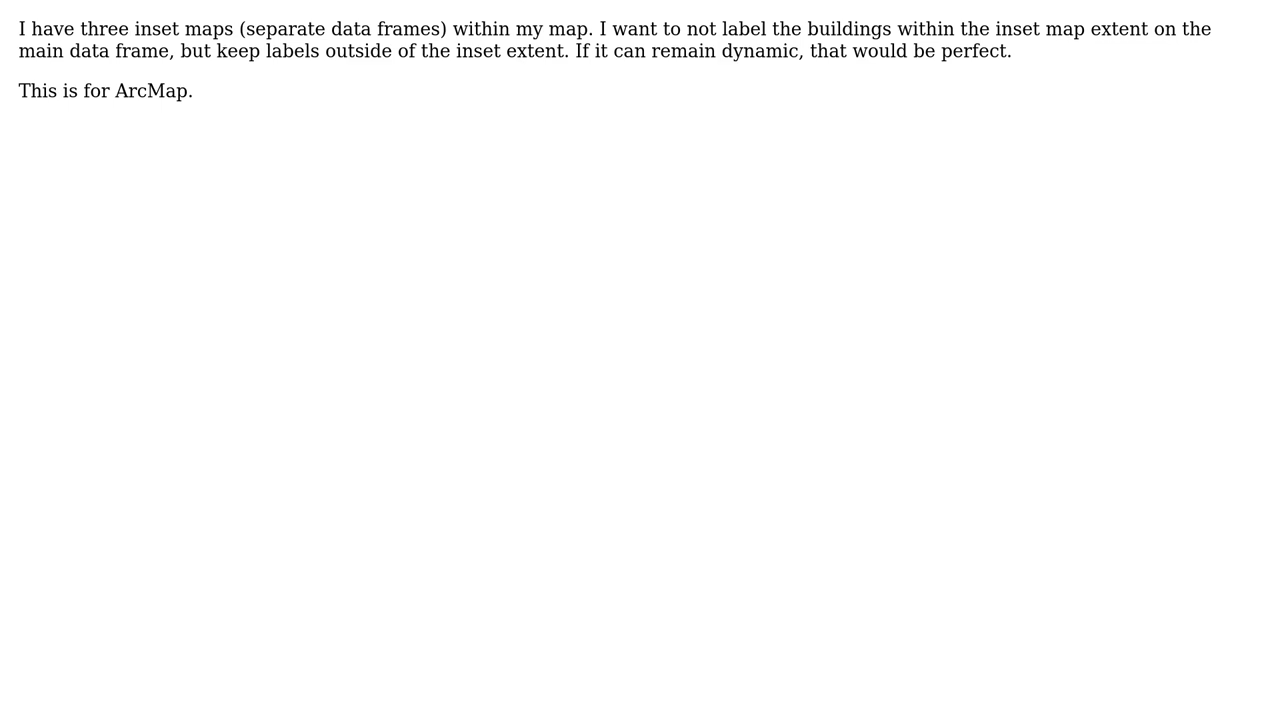 I have three inset maps (separate data frames) within my map. I want to not label the buildings within the inset map extent on the
main data frame, but keep labels outside of the inset extent. If it can remain dynamic, that would be perfect.
This is for ArcMap.